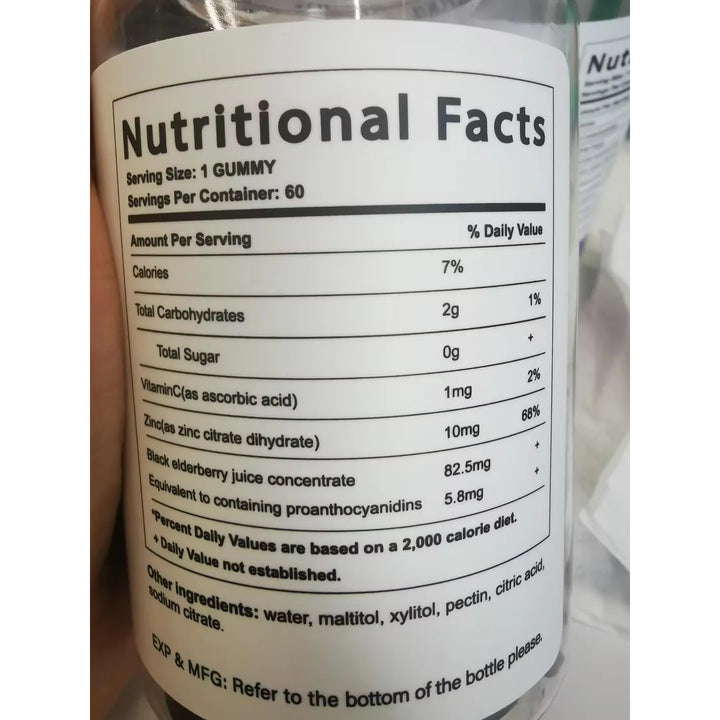 Nutritional Facts
Serving Size: 1 GUMMY
Servings Per Container: 60
Amount Per Serving % Daily Value
Calories 7%
Total Carbohydrates 2g 1%
Total Sugar 0g +
VitaminC(as ascorbic acid) 1mg 2%
Zinc(as zinc citrate dihydrate) 10mg 68%
Black elderberry juice concentrate 82.5mg +
Equivalent to containing proanthocyanidins 5.8mg +
*Percent Daily Values are based on a 2,000 calorie diet.
+ Daily Value not established.
Other ingredients: water, maltitol, xylitol, pectin, citric acid,
sodium citrate.
EXP & MFG: Refer to the bottom of the bottle please.